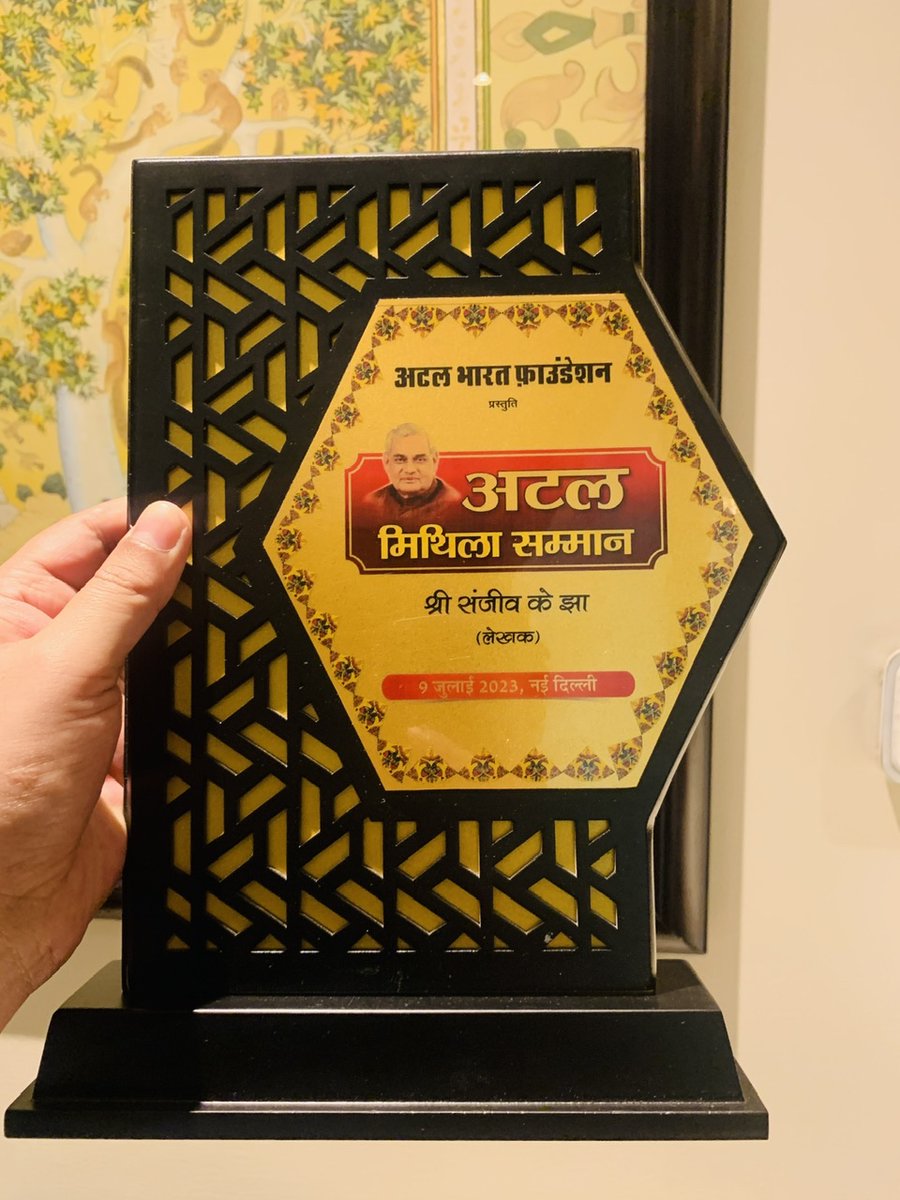 अटल भारत फ़ाउंडेशन
प्रस्तुति
अटल
मिथिला सम्मान
श्री संजीव के झा
(लेखक)
9 जुलाई 2023, नई दिल्ली